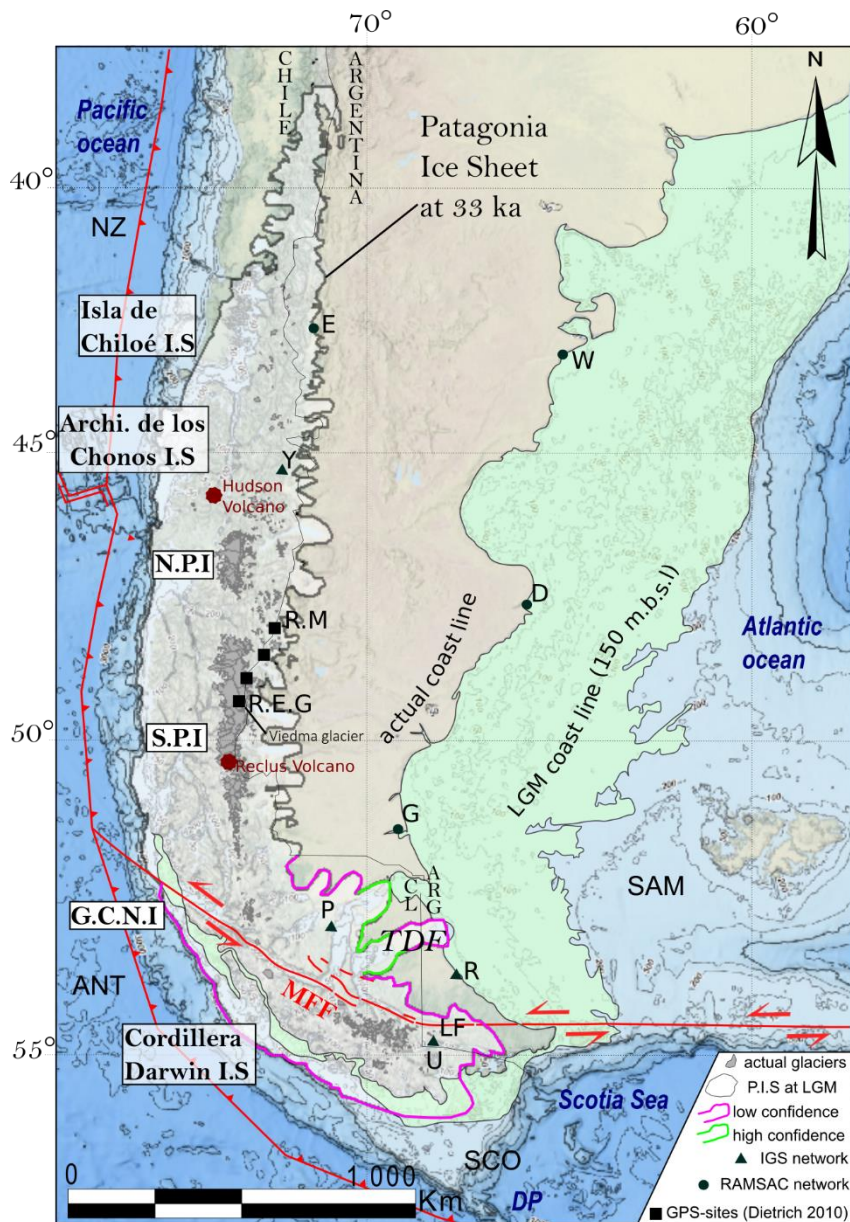 70°
60°
CHILE
ARGENTINA
N
Pacific
ocean
Patagonia
Ice Sheet
at 33 ka
40°
NZ
Isla de
Chiloé I.S
E
W
Archi. de los
Chonos I.S
45°
Y
Hudson
Volcano
N.P.I
D
R.M
actual coast line
LGM coast line (150 m.b.s.l)
Atlantic
ocean
R.E.G
Viedma glacier
S.P.I
50°
Reclus Volcano
G
CL
ARG
SAM
G.C.N.I
P
TDF
R
ANT
MFF
LF
U
Cordillera
Darwin I.S
55°
Scotia Sea
SCO
DP
actual glaciers
P.I.S at LGM
low confidence
high confidence
IGS network
RAMSAC network
GPS-sites (Dietrich 2010)
0
1,000
Km